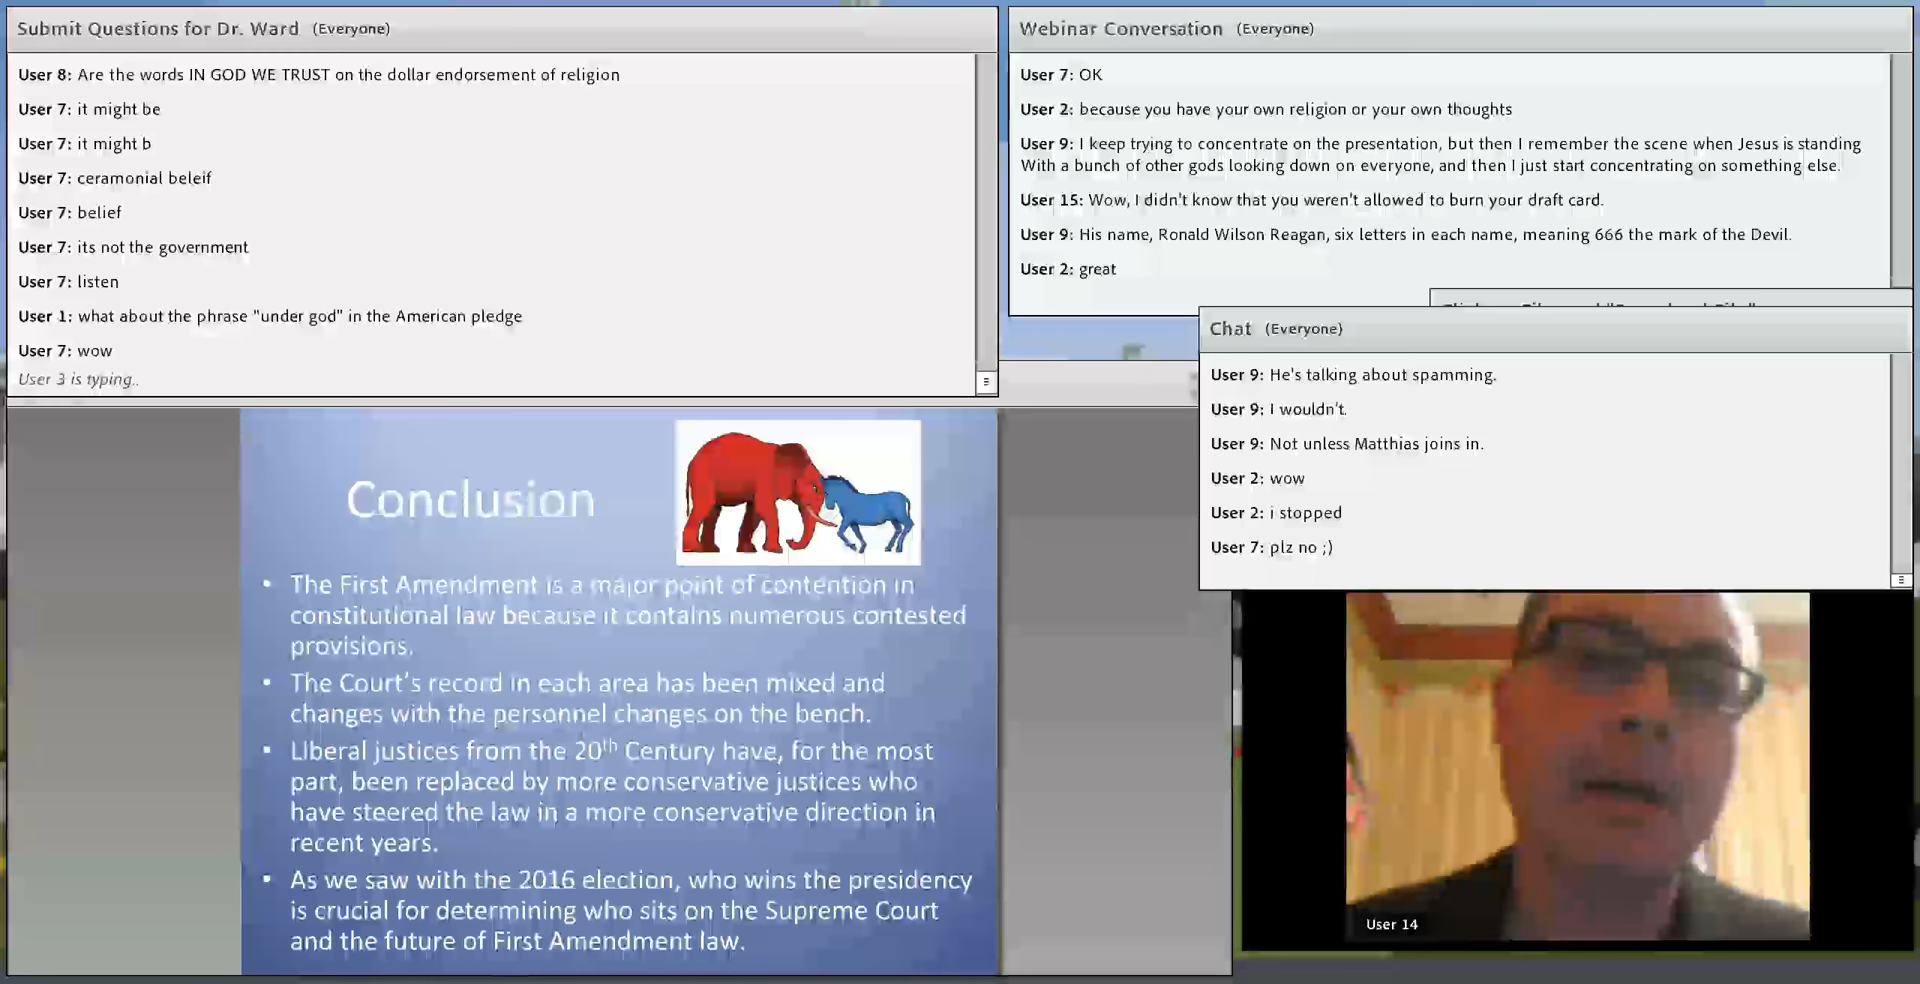 Submit Questions for Dr. Ward (Everyone)
User 8: Are the words IN GOD WE TRUST on the dollar endorsement of religion
User 7: it might be
User 7: it might b
User 7: ceramonial beleif
User 7: belief
User 7: its not the government
User 7: listen
User 1: what about the phrase "under god" in the American pledge
User 7: wow
User 3 is typing..
Webinar Conversation (Everyone)
User 7: OK
User 2: because you have your own religion or your own thoughts
User 9: I keep trying to concentrate on the presentation, but then I remember the scene when Jesus is standing
With a bunch of other gods looking down on everyone, and then I just start concentrating on something else.
User 15: Wow, I didn't know that you weren't allowed to burn your draft card.
User 9: His name, Ronald Wilson Reagan, six letters in each name, meaning 666 the mark of the Devil.
User 2: great
Chat (Everyone)
User 9: He's talking about spamming.
User 9: I wouldn't.
User 9: Not unless Matthias joins in.
User 2: wow
User 2: i stopped
User 7: plz no ;)
Conclusion
• The First Amendment is a major point of contention in
constitutional law because it contains numerous contested
provisions.
• The Court's record in each area has been mixed and
changes with the personnel changes on the bench.
• Liberal justices from the 20th Century have, for the most
part, been replaced by more conservative justices who
have steered the law in a more conservative direction in
recent years.
• As we saw with the 2016 election, who wins the presidency
is crucial for determining who sits on the Supreme Court
and the future of First Amendment law.
User 14